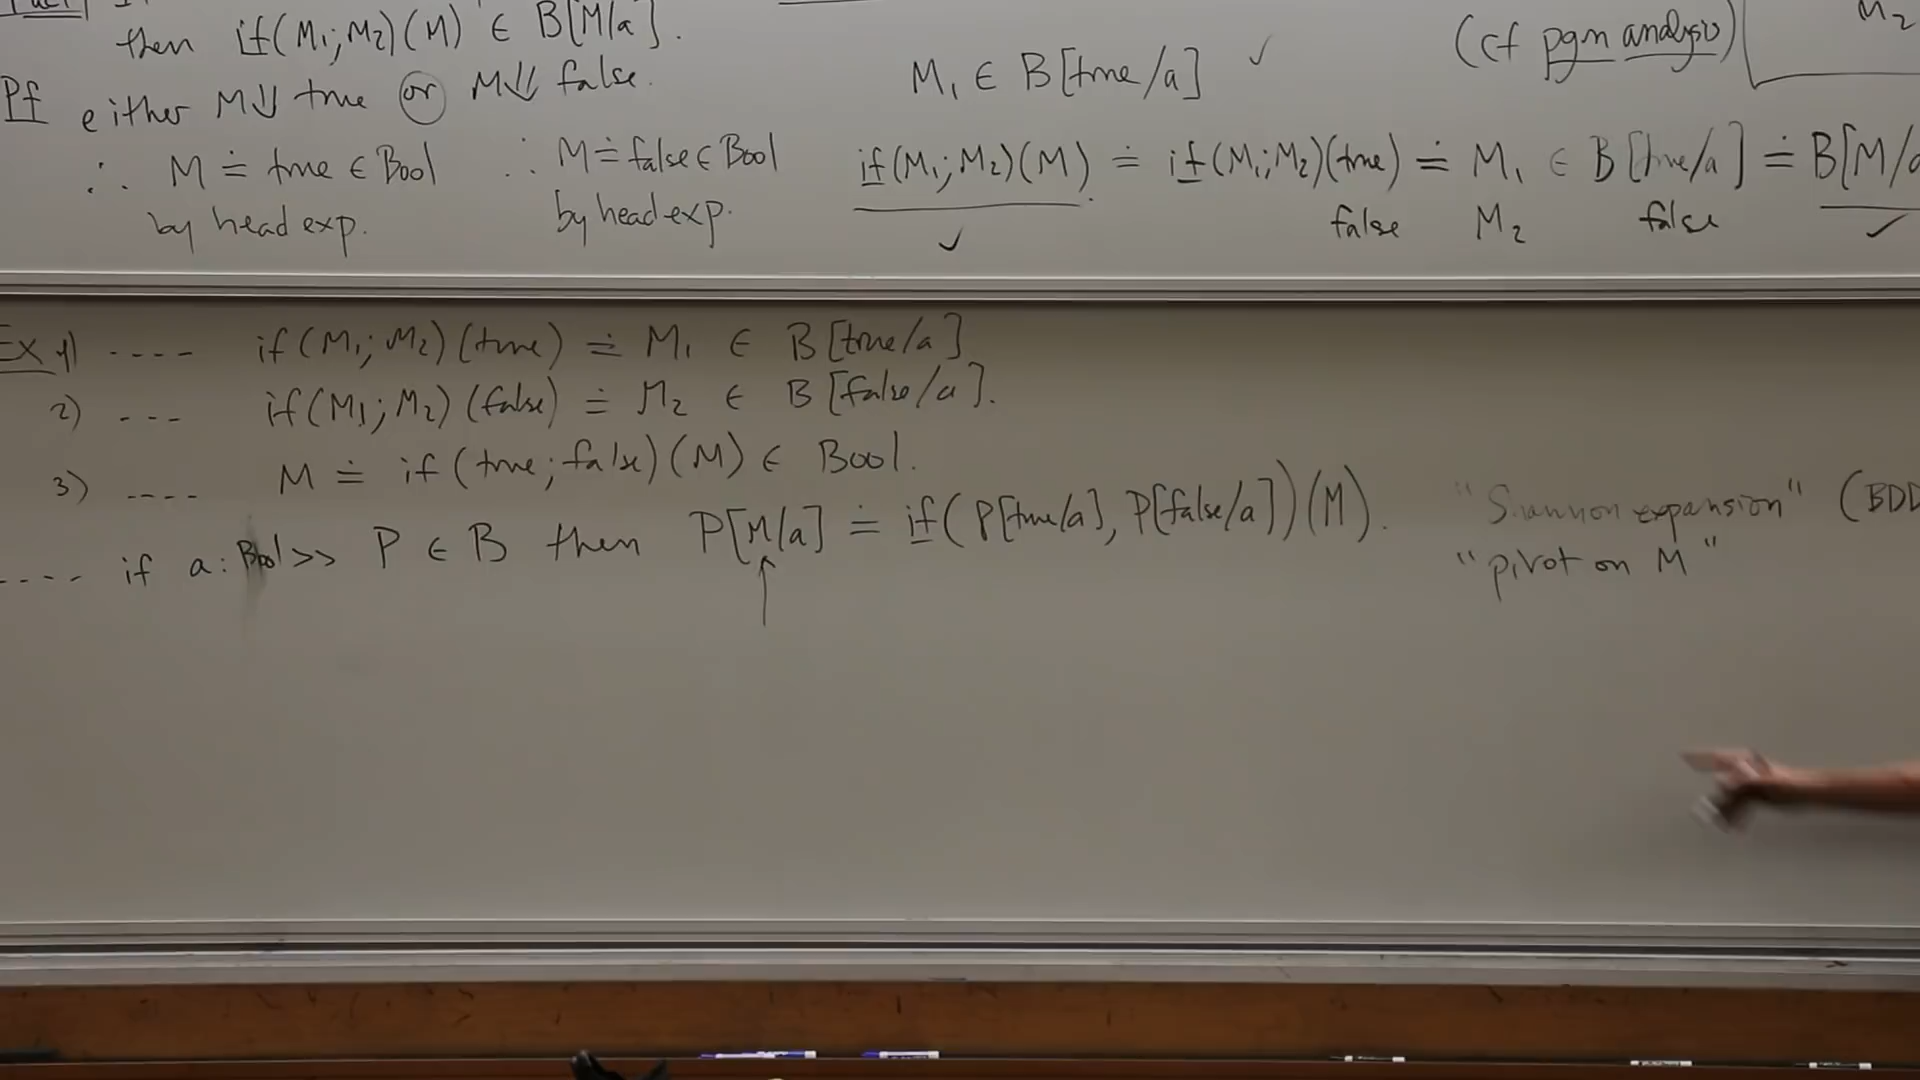 Fact
then if(M₁;M₂)(M) ∈ B[M/a].
Pf either M⇓ true or M⇓ false.
∴ M ≐ true ∈ Bool
by head exp.
∴ M ≐ false ∈ Bool
by head exp.
M₁ ∈ B[true/a] ✓
(cf pgm analysis)
M₂
if(M₁;M₂)(M) ≐ if(M₁;M₂)(true) ≐ M₁ ∈ B[true/a] ≐ B[M/a
false M₂ false
✓ ✓
Ex 1) ---- if(M₁;M₂)(true) ≐ M₁ ∈ B[true/a]
2) --- if(M₁;M₂)(false) ≐ M₂ ∈ B[false/a].
3) ---- M ≐ if(true;false)(M) ∈ Bool.
---- if a:Bool >> P ∈ B then P[M/a] ≐ if(P[true/a], P[false/a])(M).
"Shannon expansion" (BDD
"pivot on M"